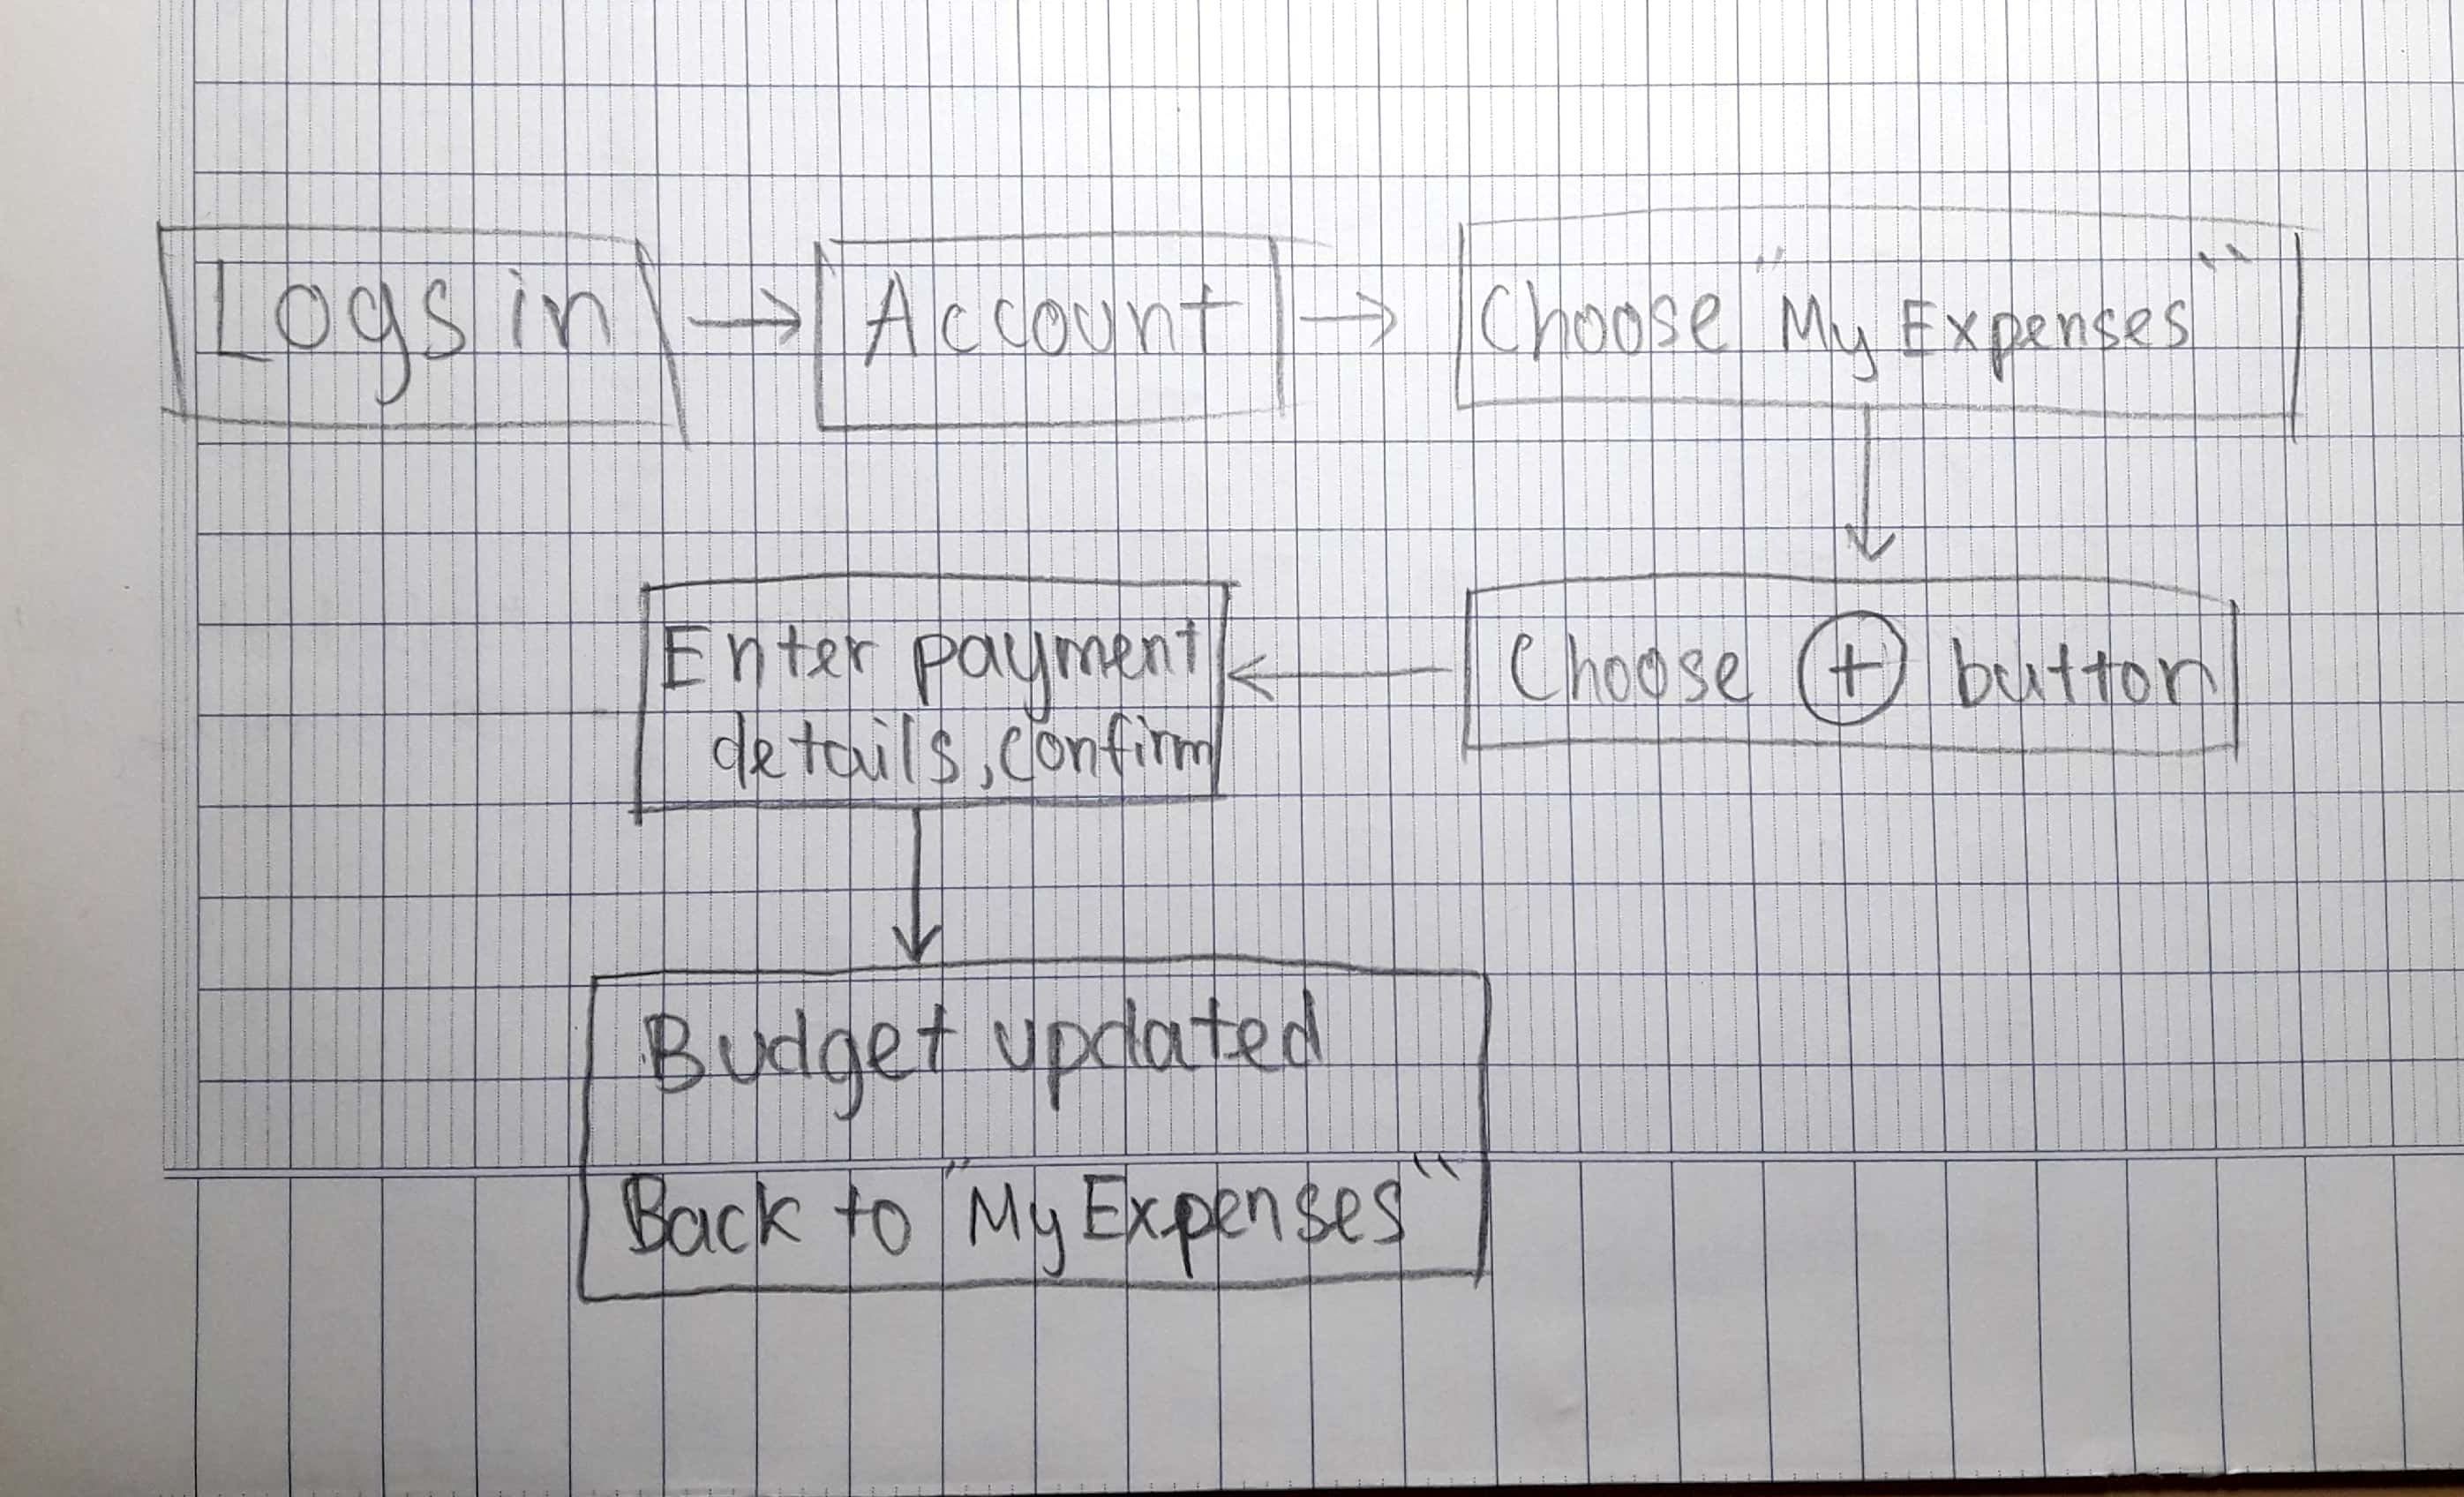 Logs in
Account
Choose "My Expenses"
Choose + button
Enter payment
details, confirm
Budget updated
Back to "My Expenses"